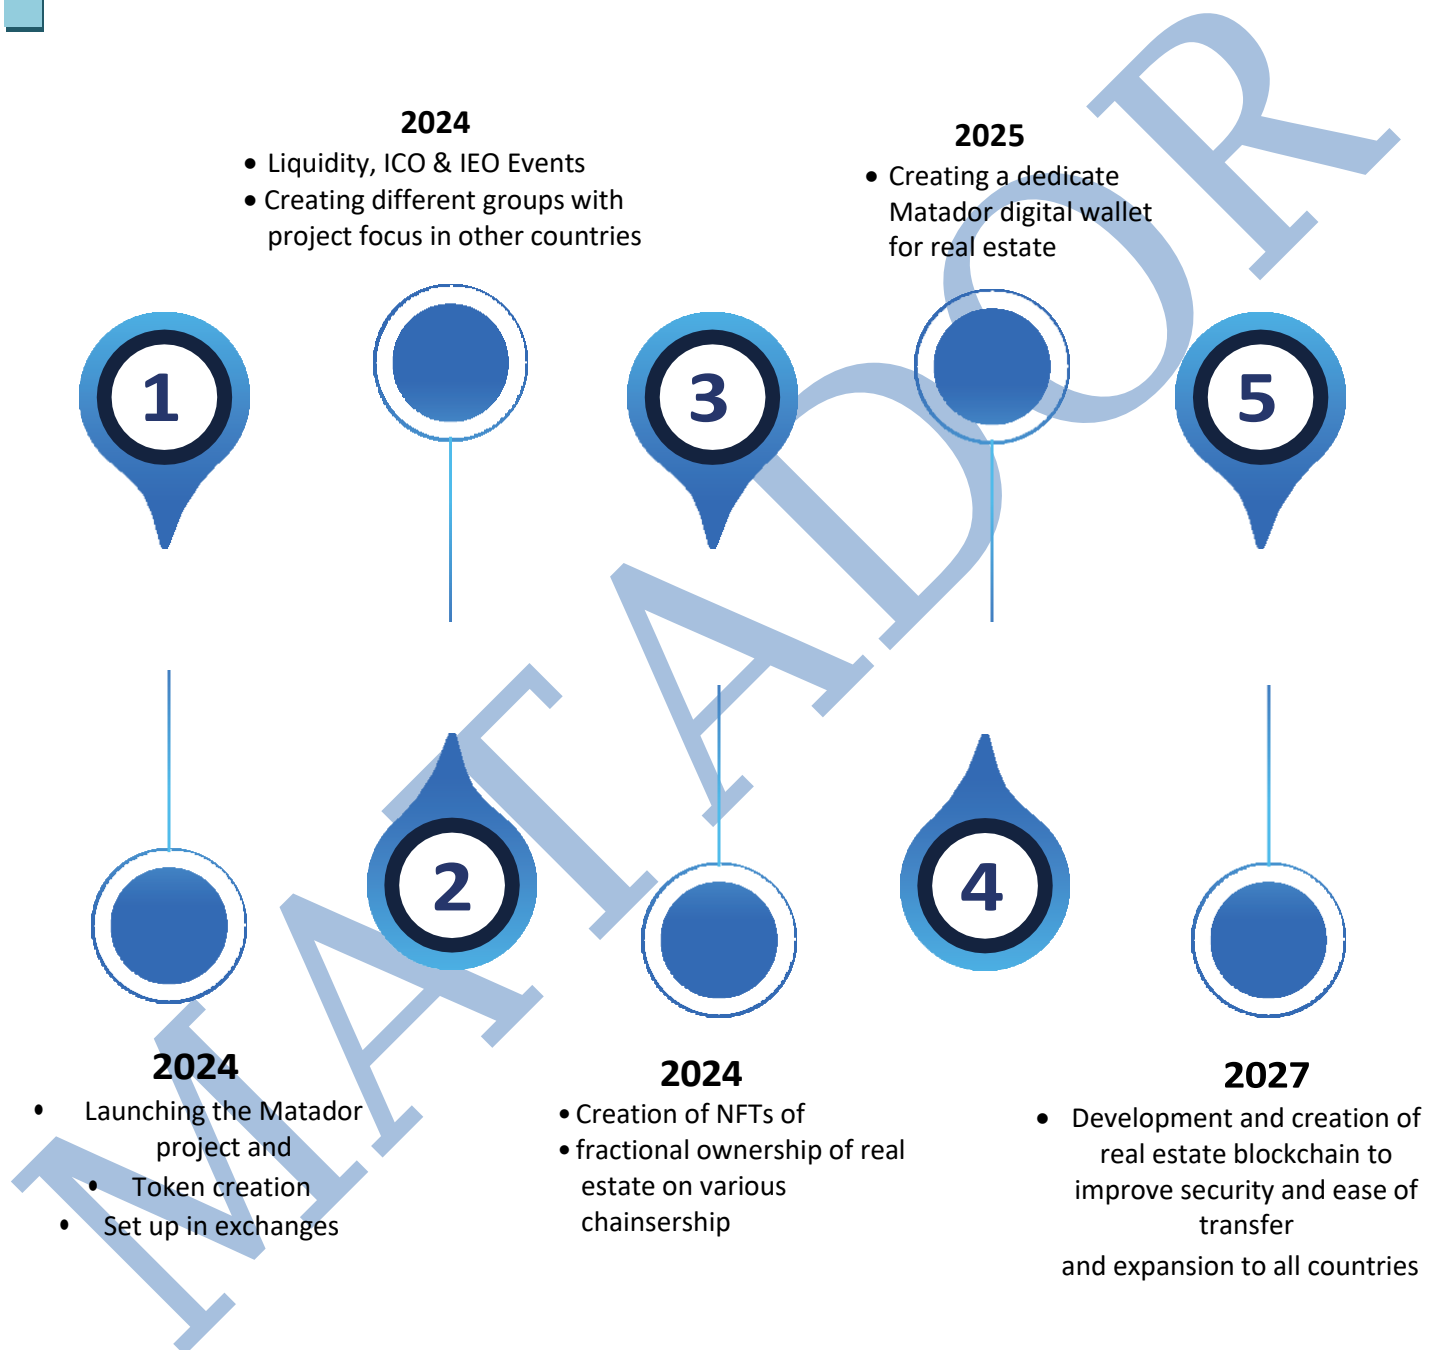 2024
• Liquidity, ICO & IEO Events
• Creating different groups with
project focus in other countries
2025
• Creating a dedicate
Matador digital wallet
for real estate
1
3
5
2
4
2024
• Launching the Matador
project and
• Token creation
• Set up in exchanges
2024
• Creation of NFTs of
• fractional ownership of real
estate on various
chainsership
2027
• Development and creation of
real estate blockchain to
improve security and ease of
transfer
and expansion to all countries
MATADOR